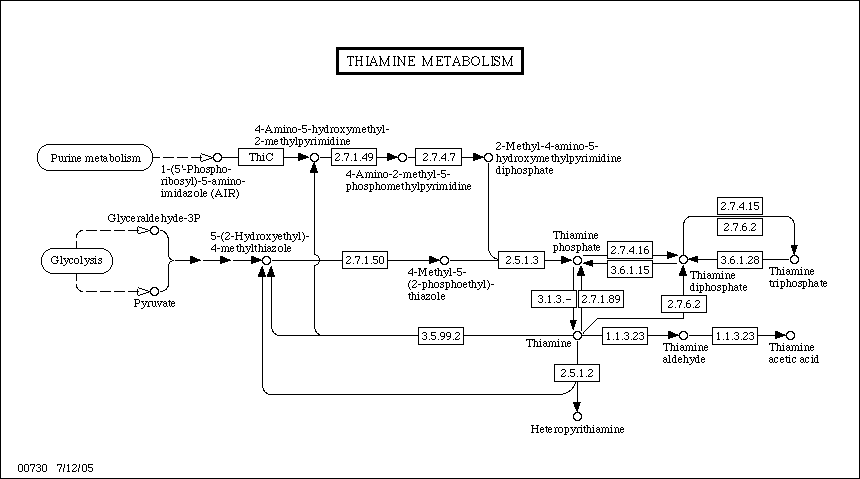 THIAMINE METABOLISM
4-Amino-5-hydroxymethyl-
2-methylpyrimidine
2-Methyl-4-amino-5-
hydroxymethylpyrimidine
diphosphate
Purine metabolism
ThiC
2.7.1.49
2.7.4.7
1-(5'-Phospho-
ribosyl)-5-amino-
imidazole (AIR)
4-Amino-2-methyl-5-
phosphomethylpyrimidine
Glyceraldehyde-3P
2.7.4.15
2.7.6.2
5-(2-Hydroxyethyl)-
4-methylthiazole
Thiamine
phosphate
Glycolysis
2.7.1.50
2.5.1.3
2.7.4.16
3.6.1.15
3.6.1.28
4-Methyl-5-
(2-phosphoethyl)-
thiazole
Thiamine
diphosphate
Thiamine
triphosphate
Pyruvate
3.1.3.-
2.7.1.89
2.7.6.2
3.5.99.2
Thiamine
1.1.3.23
1.1.3.23
Thiamine
aldehyde
Thiamine
acetic acid
2.5.1.2
Heteropyrithiamine
00730 7/12/05